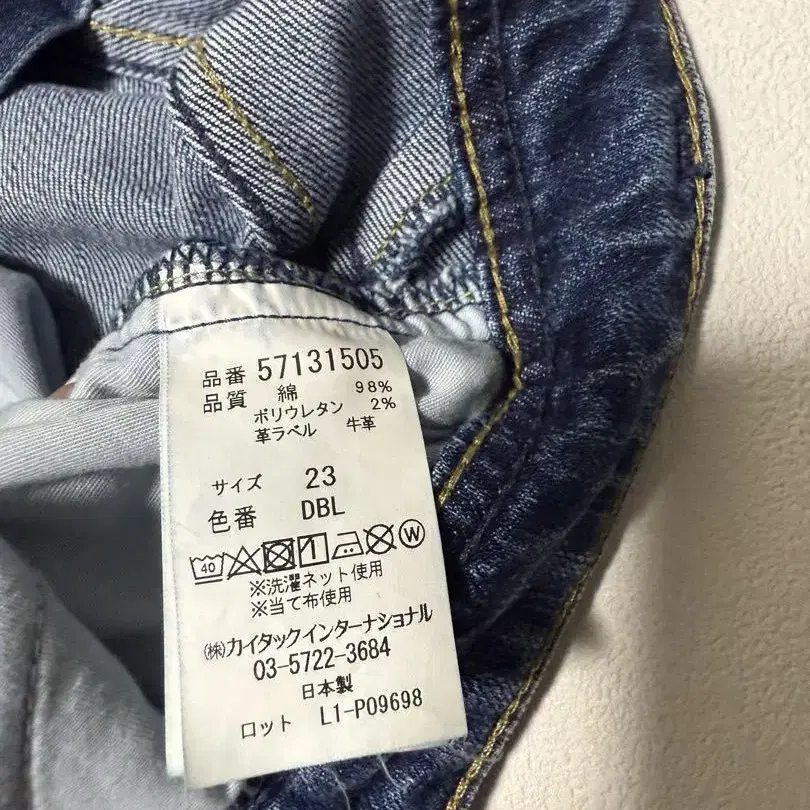 品番 57131505
品質 綿 98%
ポリウレタン 2%
革ラベル 牛革
サイズ 23
色番 DBL
40 1 W
※洗濯ネット使用
※当て布使用
㈱カイタックインターナショナル
03-5722-3684
日本製
ロット L1-P09698